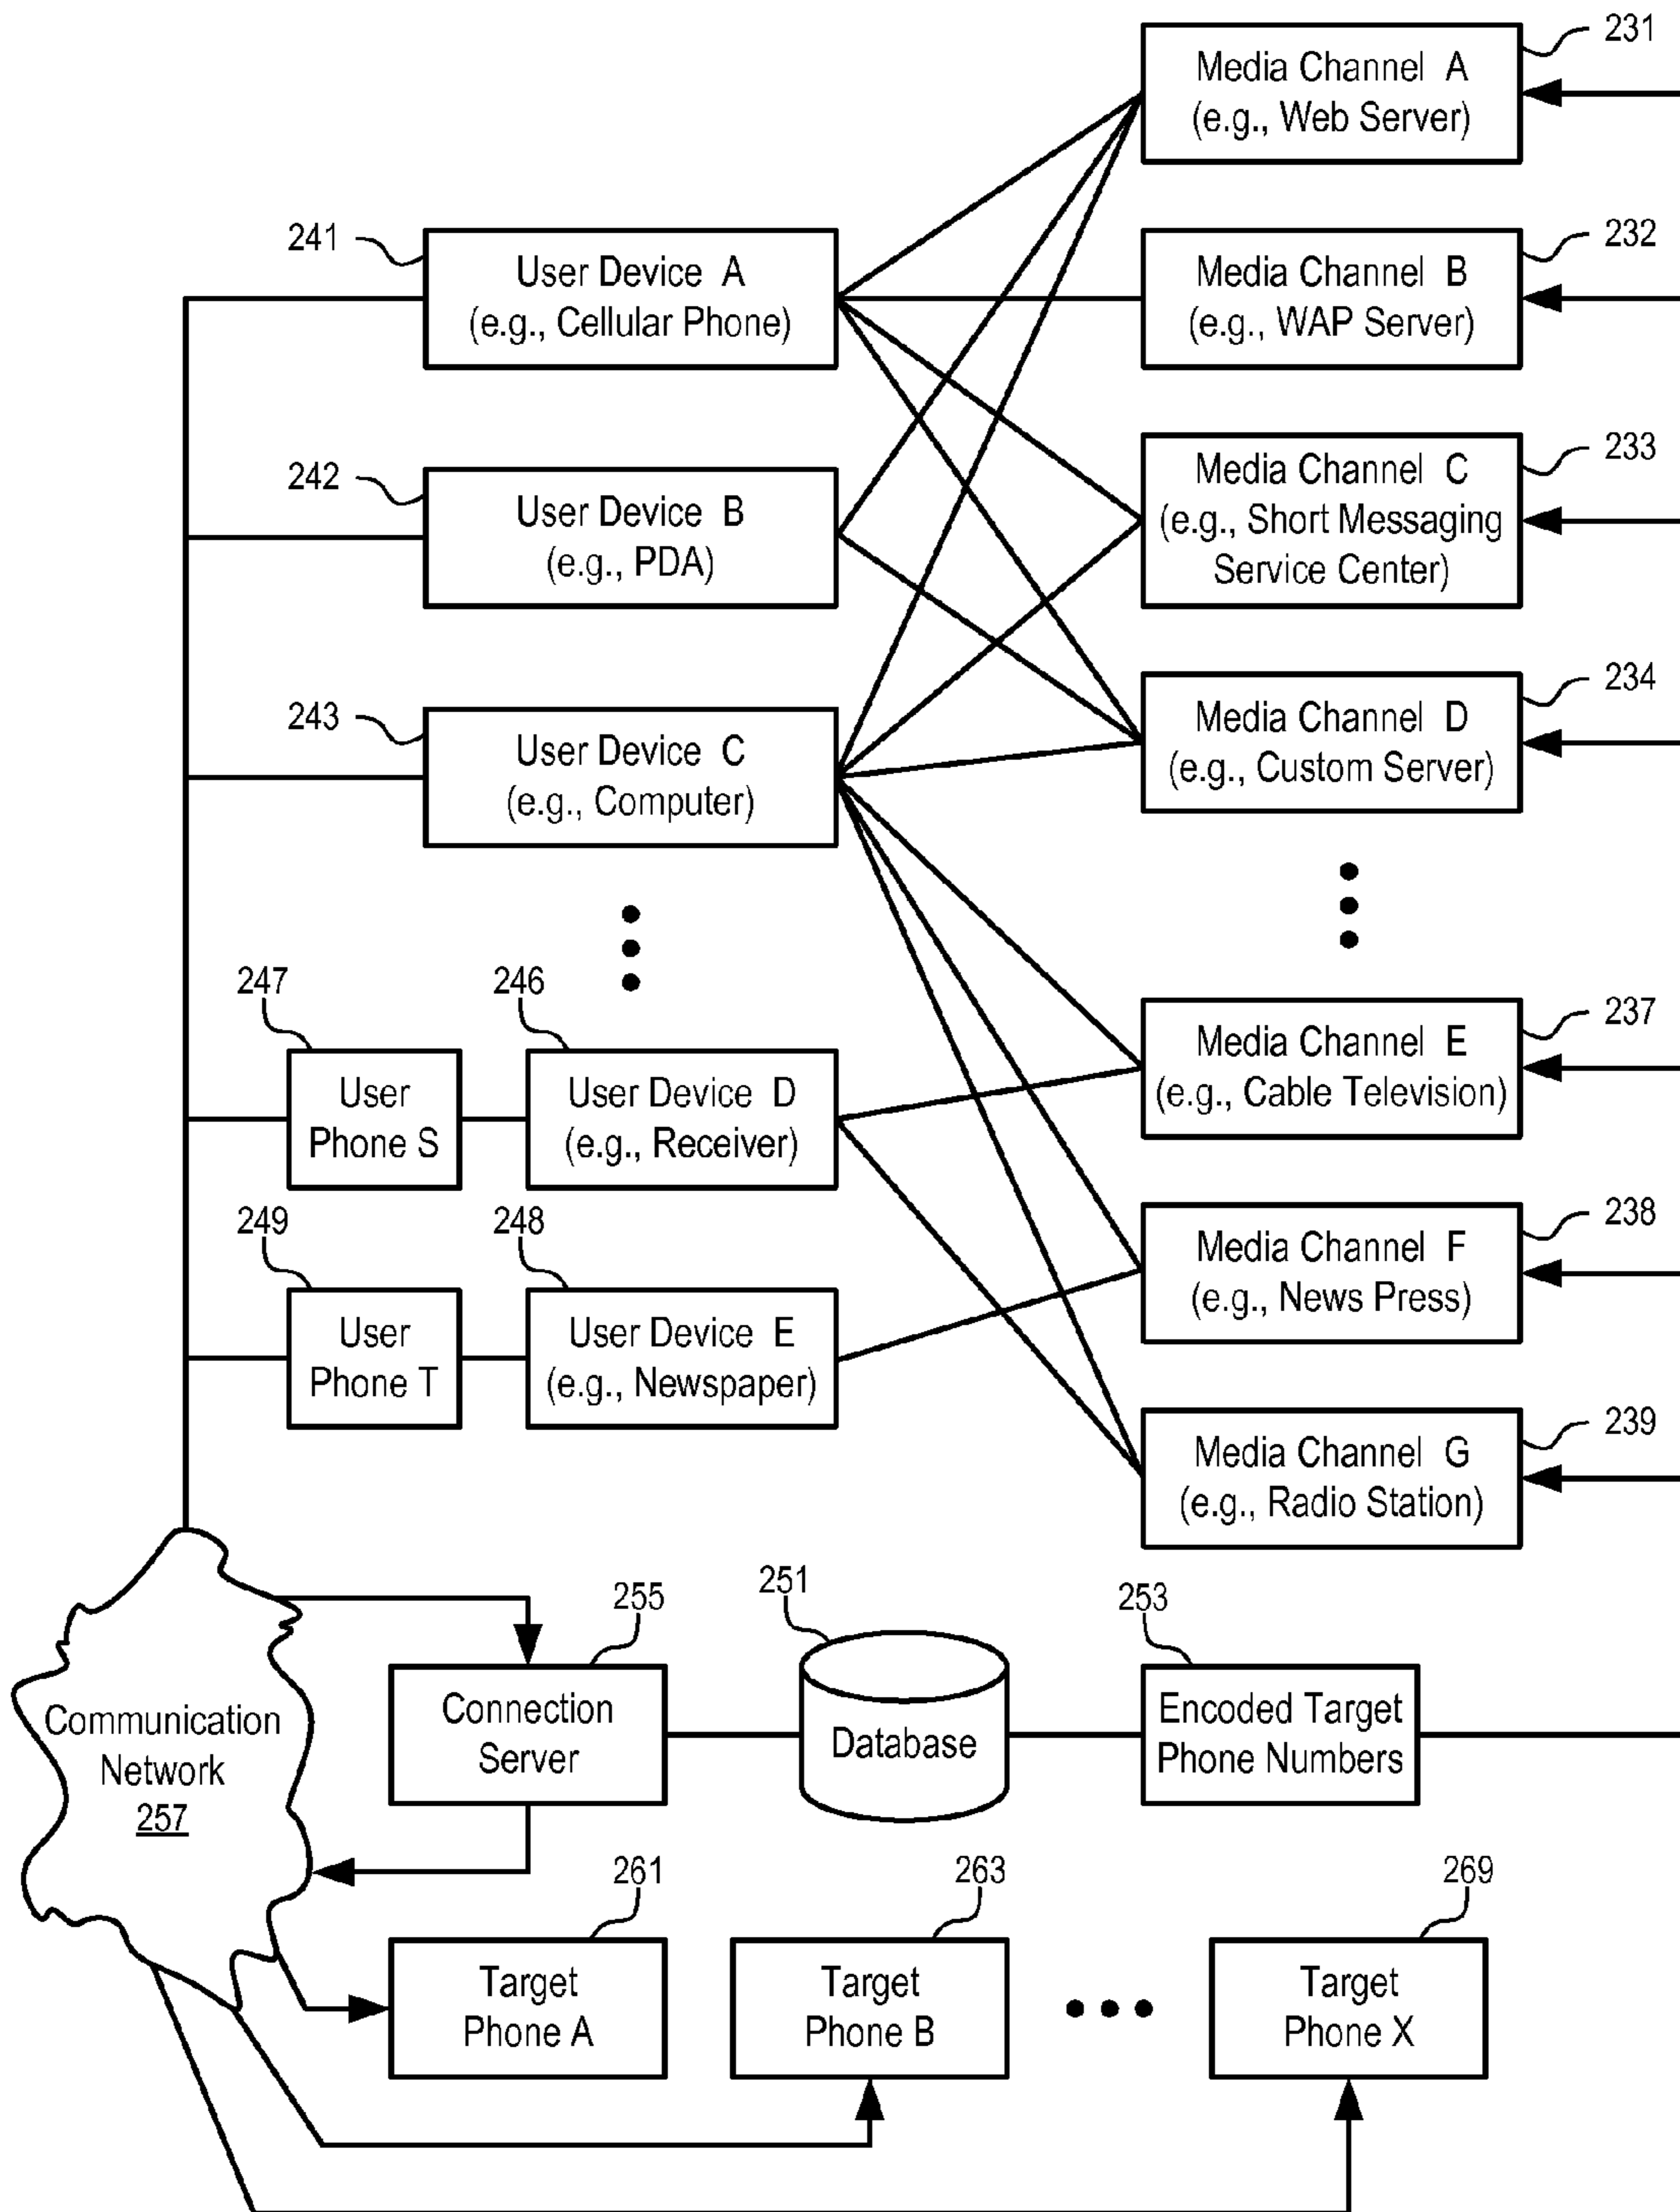 231
Media Channel A
(e.g., Web Server)
241
User Device A
(e.g., Cellular Phone)
232
Media Channel B
(e.g., WAP Server)
233
Media Channel C
(e.g., Short Messaging
Service Center)
242
User Device B
(e.g., PDA)
234
Media Channel D
(e.g., Custom Server)
243
User Device C
(e.g., Computer)
247
User
Phone S
246
User Device D
(e.g., Receiver)
237
Media Channel E
(e.g., Cable Television)
249
User
Phone T
248
User Device E
(e.g., Newspaper)
238
Media Channel F
(e.g., News Press)
239
Media Channel G
(e.g., Radio Station)
Communication
Network
257
255
Connection
Server
251
Database
253
Encoded Target
Phone Numbers
261
Target
Phone A
263
Target
Phone B
269
Target
Phone X